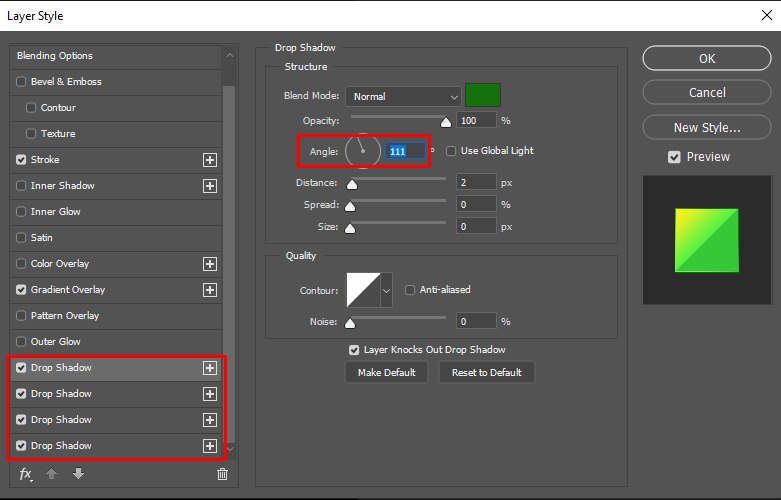 Layer Style
Blending Options
Bevel & Emboss
Contour
Texture
Stroke
Inner Shadow
Inner Glow
Satin
Color Overlay
Gradient Overlay
Pattern Overlay
Outer Glow
Drop Shadow
Drop Shadow
Drop Shadow
Drop Shadow
fx
Drop Shadow
Structure
Blend Mode: Normal
Opacity: 100 %
Angle: 111 ° Use Global Light
Distance: 2 px
Spread: 0 %
Size: 0 px
Quality
Contour: Anti-aliased
Noise: 0 %
Layer Knocks Out Drop Shadow
Make Default Reset to Default
OK
Cancel
New Style...
Preview